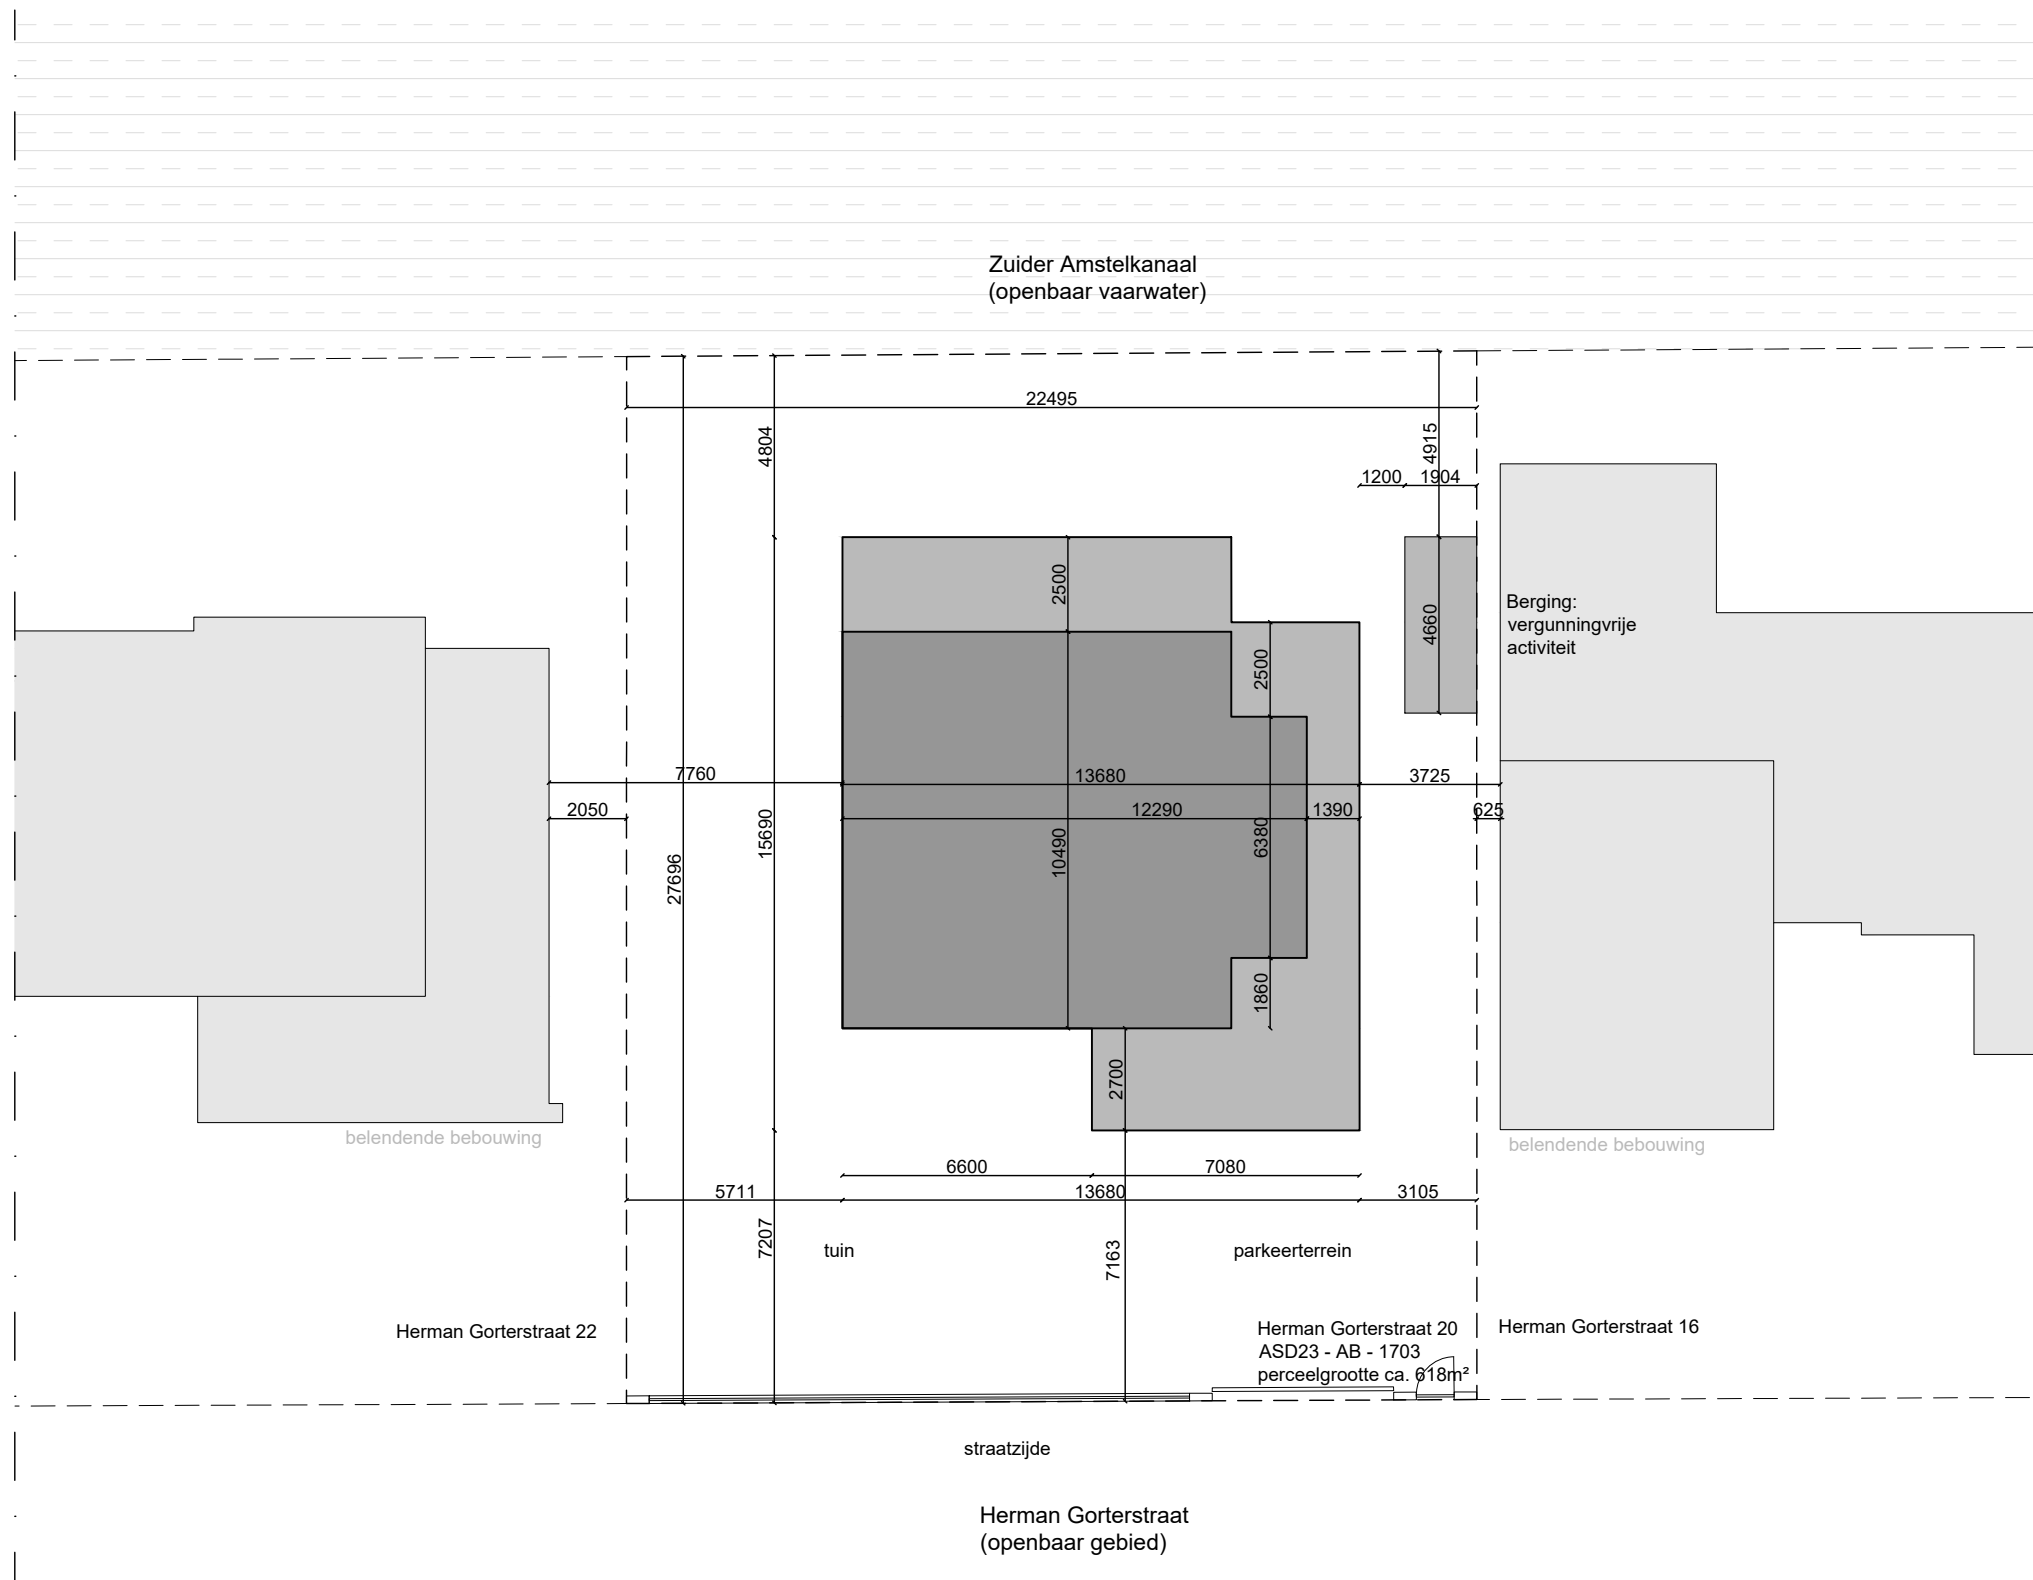 Zuider Amstelkanaal
(openbaar vaarwater)
22495
4804
4915
1200
1904
2500
4660
Berging:
vergunningvrije
activiteit
2500
7760
13680
3725
2050
12290
1390
625
15690
10490
6380
27696
1860
2700
belendende bebouwing
belendende bebouwing
6600
7080
5711
13680
3105
7207
7163
tuin
parkeerterrein
Herman Gorterstraat 22
Herman Gorterstraat 20
ASD23 - AB - 1703
perceelgrootte ca. 618m²
Herman Gorterstraat 16
straatzijde
Herman Gorterstraat
(openbaar gebied)